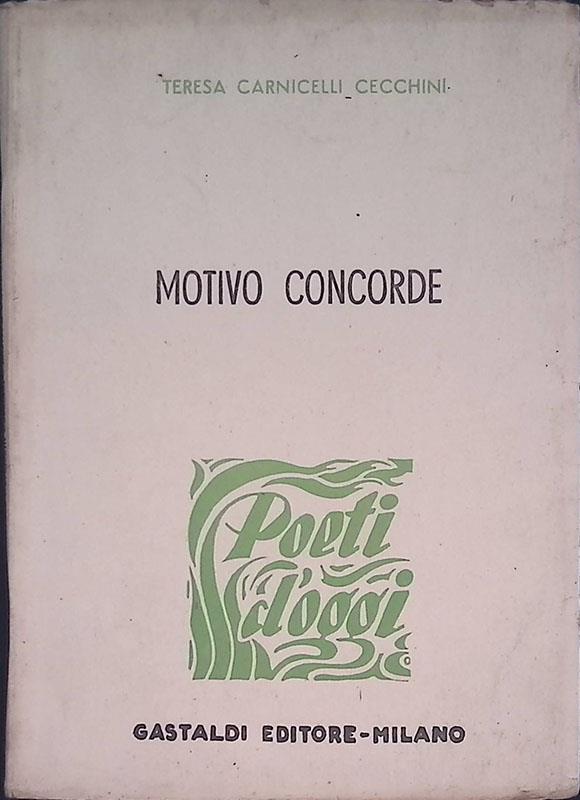 TERESA CARNICELLI CECCHINI
MOTIVO CONCORDE
Poeti
d'oggi
GASTALDI EDITORE-MILANO